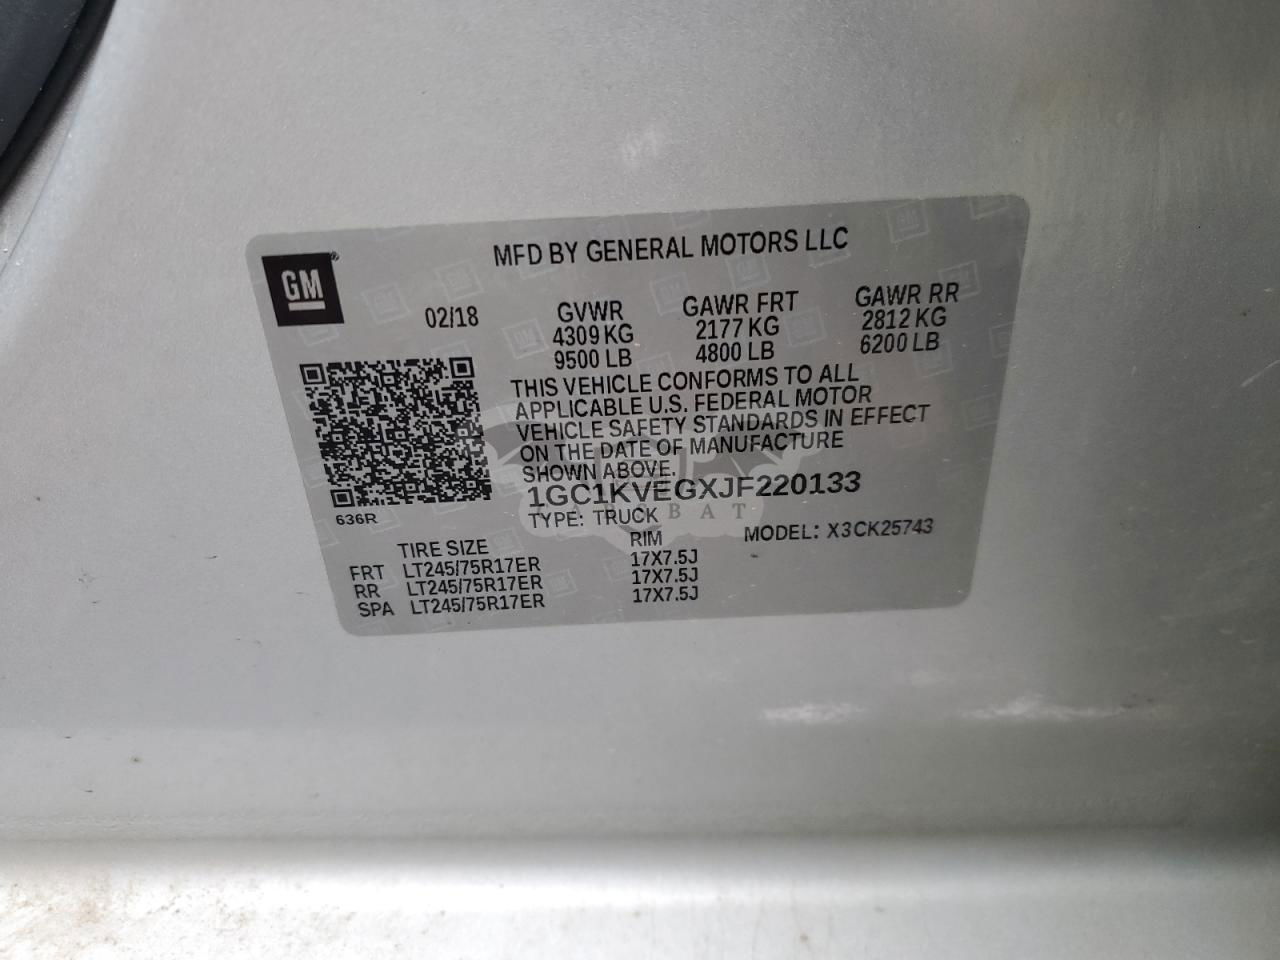 MFD BY GENERAL MOTORS LLC
GM®
02/18 GVWR GAWR FRT GAWR RR
4309 KG 2177 KG 2812 KG
9500 LB 4800 LB 6200 LB
THIS VEHICLE CONFORMS TO ALL
APPLICABLE U.S. FEDERAL MOTOR
VEHICLE SAFETY STANDARDS IN EFFECT
ON THE DATE OF MANUFACTURE
SHOWN ABOVE.
1GC1KVEGXJF220133
636R
TYPE: TRUCK MODEL: X3CK25743
TIRE SIZE RIM
FRT LT245/75R17ER 17X7.5J
RR LT245/75R17ER 17X7.5J
SPA LT245/75R17ER 17X7.5J